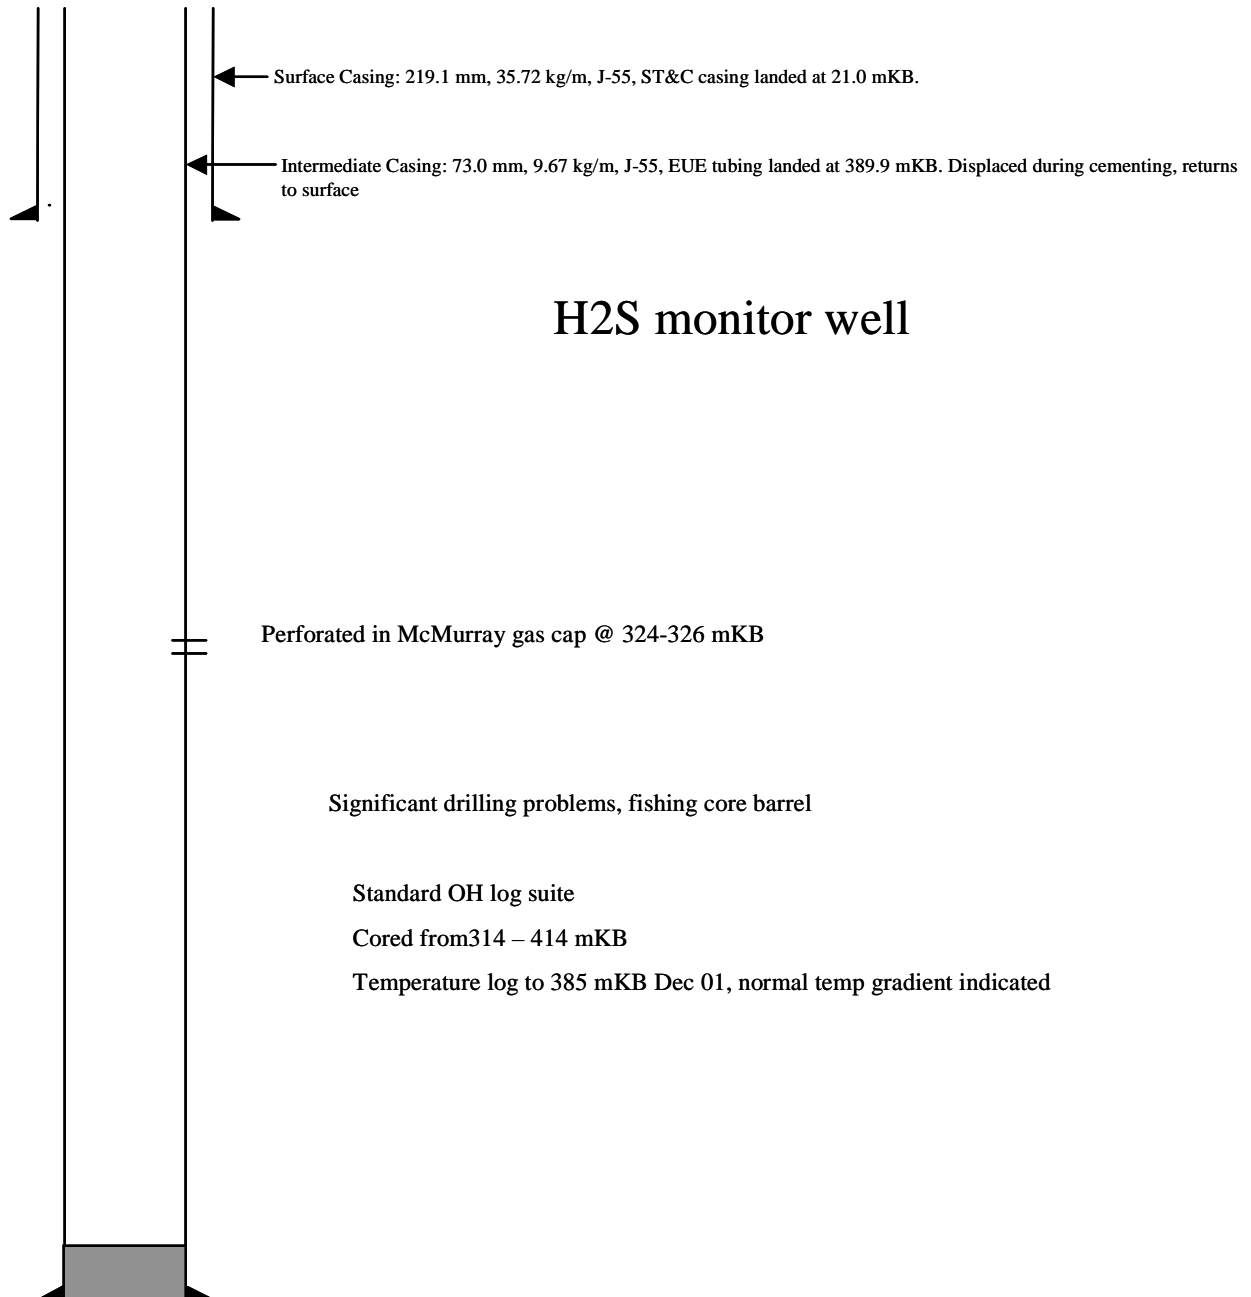 Surface Casing: 219.1 mm, 35.72 kg/m, J-55, ST&C casing landed at 21.0 mKB.
Intermediate Casing: 73.0 mm, 9.67 kg/m, J-55, EUE tubing landed at 389.9 mKB. Displaced during cementing, returns
to surface
H2S monitor well
Perforated in McMurray gas cap @ 324-326 mKB
Significant drilling problems, fishing core barrel
Standard OH log suite
Cored from314 – 414 mKB
Temperature log to 385 mKB Dec 01, normal temp gradient indicated